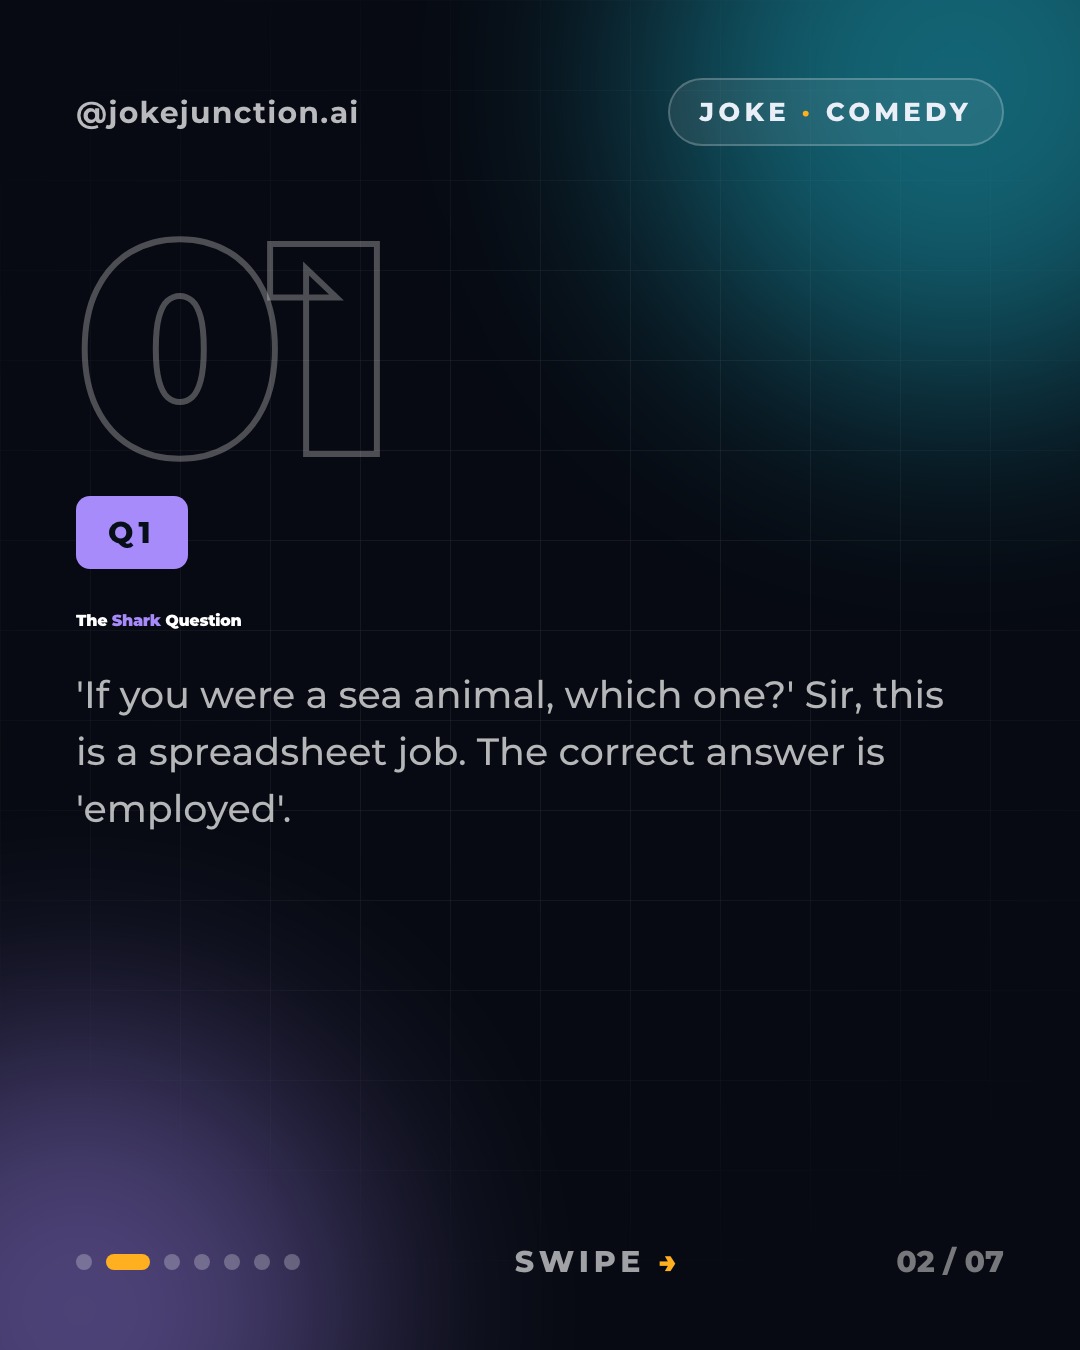 @jokejunction.ai
JOKE • COMEDY
01
Q1
The Shark Question
'If you were a sea animal, which one?' Sir, this
is a spreadsheet job. The correct answer is
'employed'.
SWIPE →
02 / 07